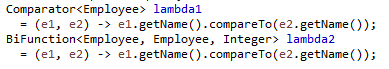 Comparator<Employee> lambda1
= (e1, e2) -> e1.getName().compareTo(e2.getName());
BiFunction<Employee, Employee, Integer> lambda2
= (e1, e2) -> e1.getName().compareTo(e2.getName());